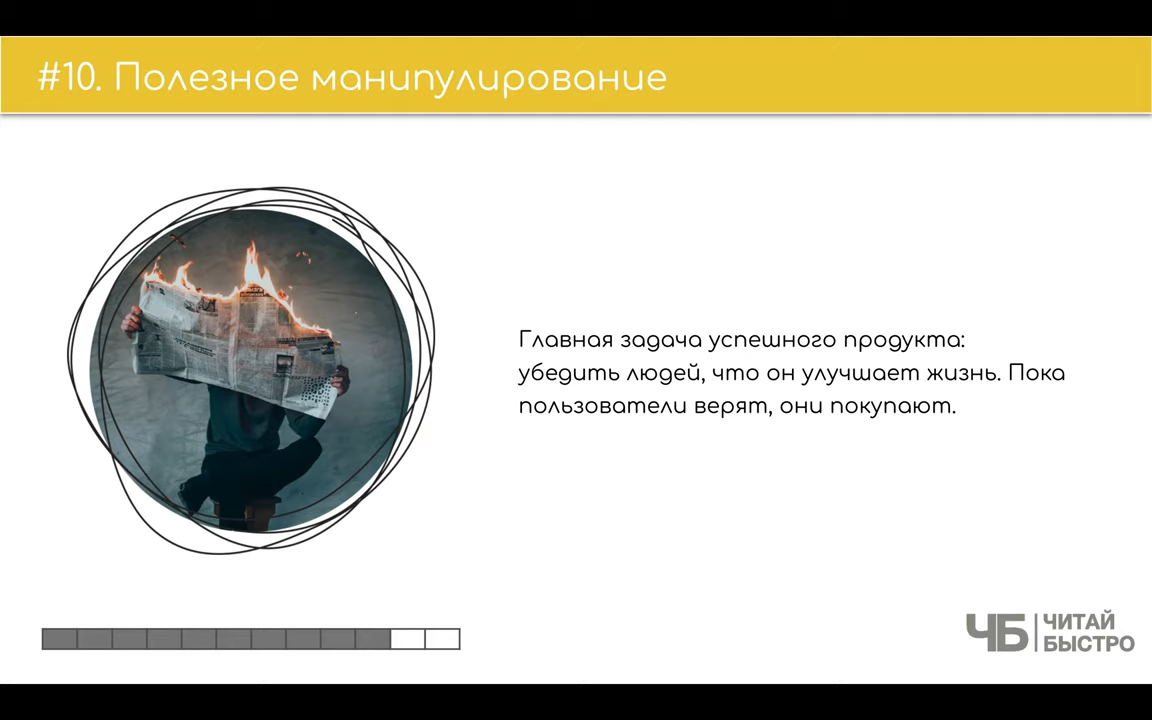 #10. Полезное манипулирование
Главная задача успешного продукта:
убедить людей, что он улучшает жизнь. Пока
пользователи верят, они покупают.
ЧБ
ЧИТАЙ
БЫСТРО